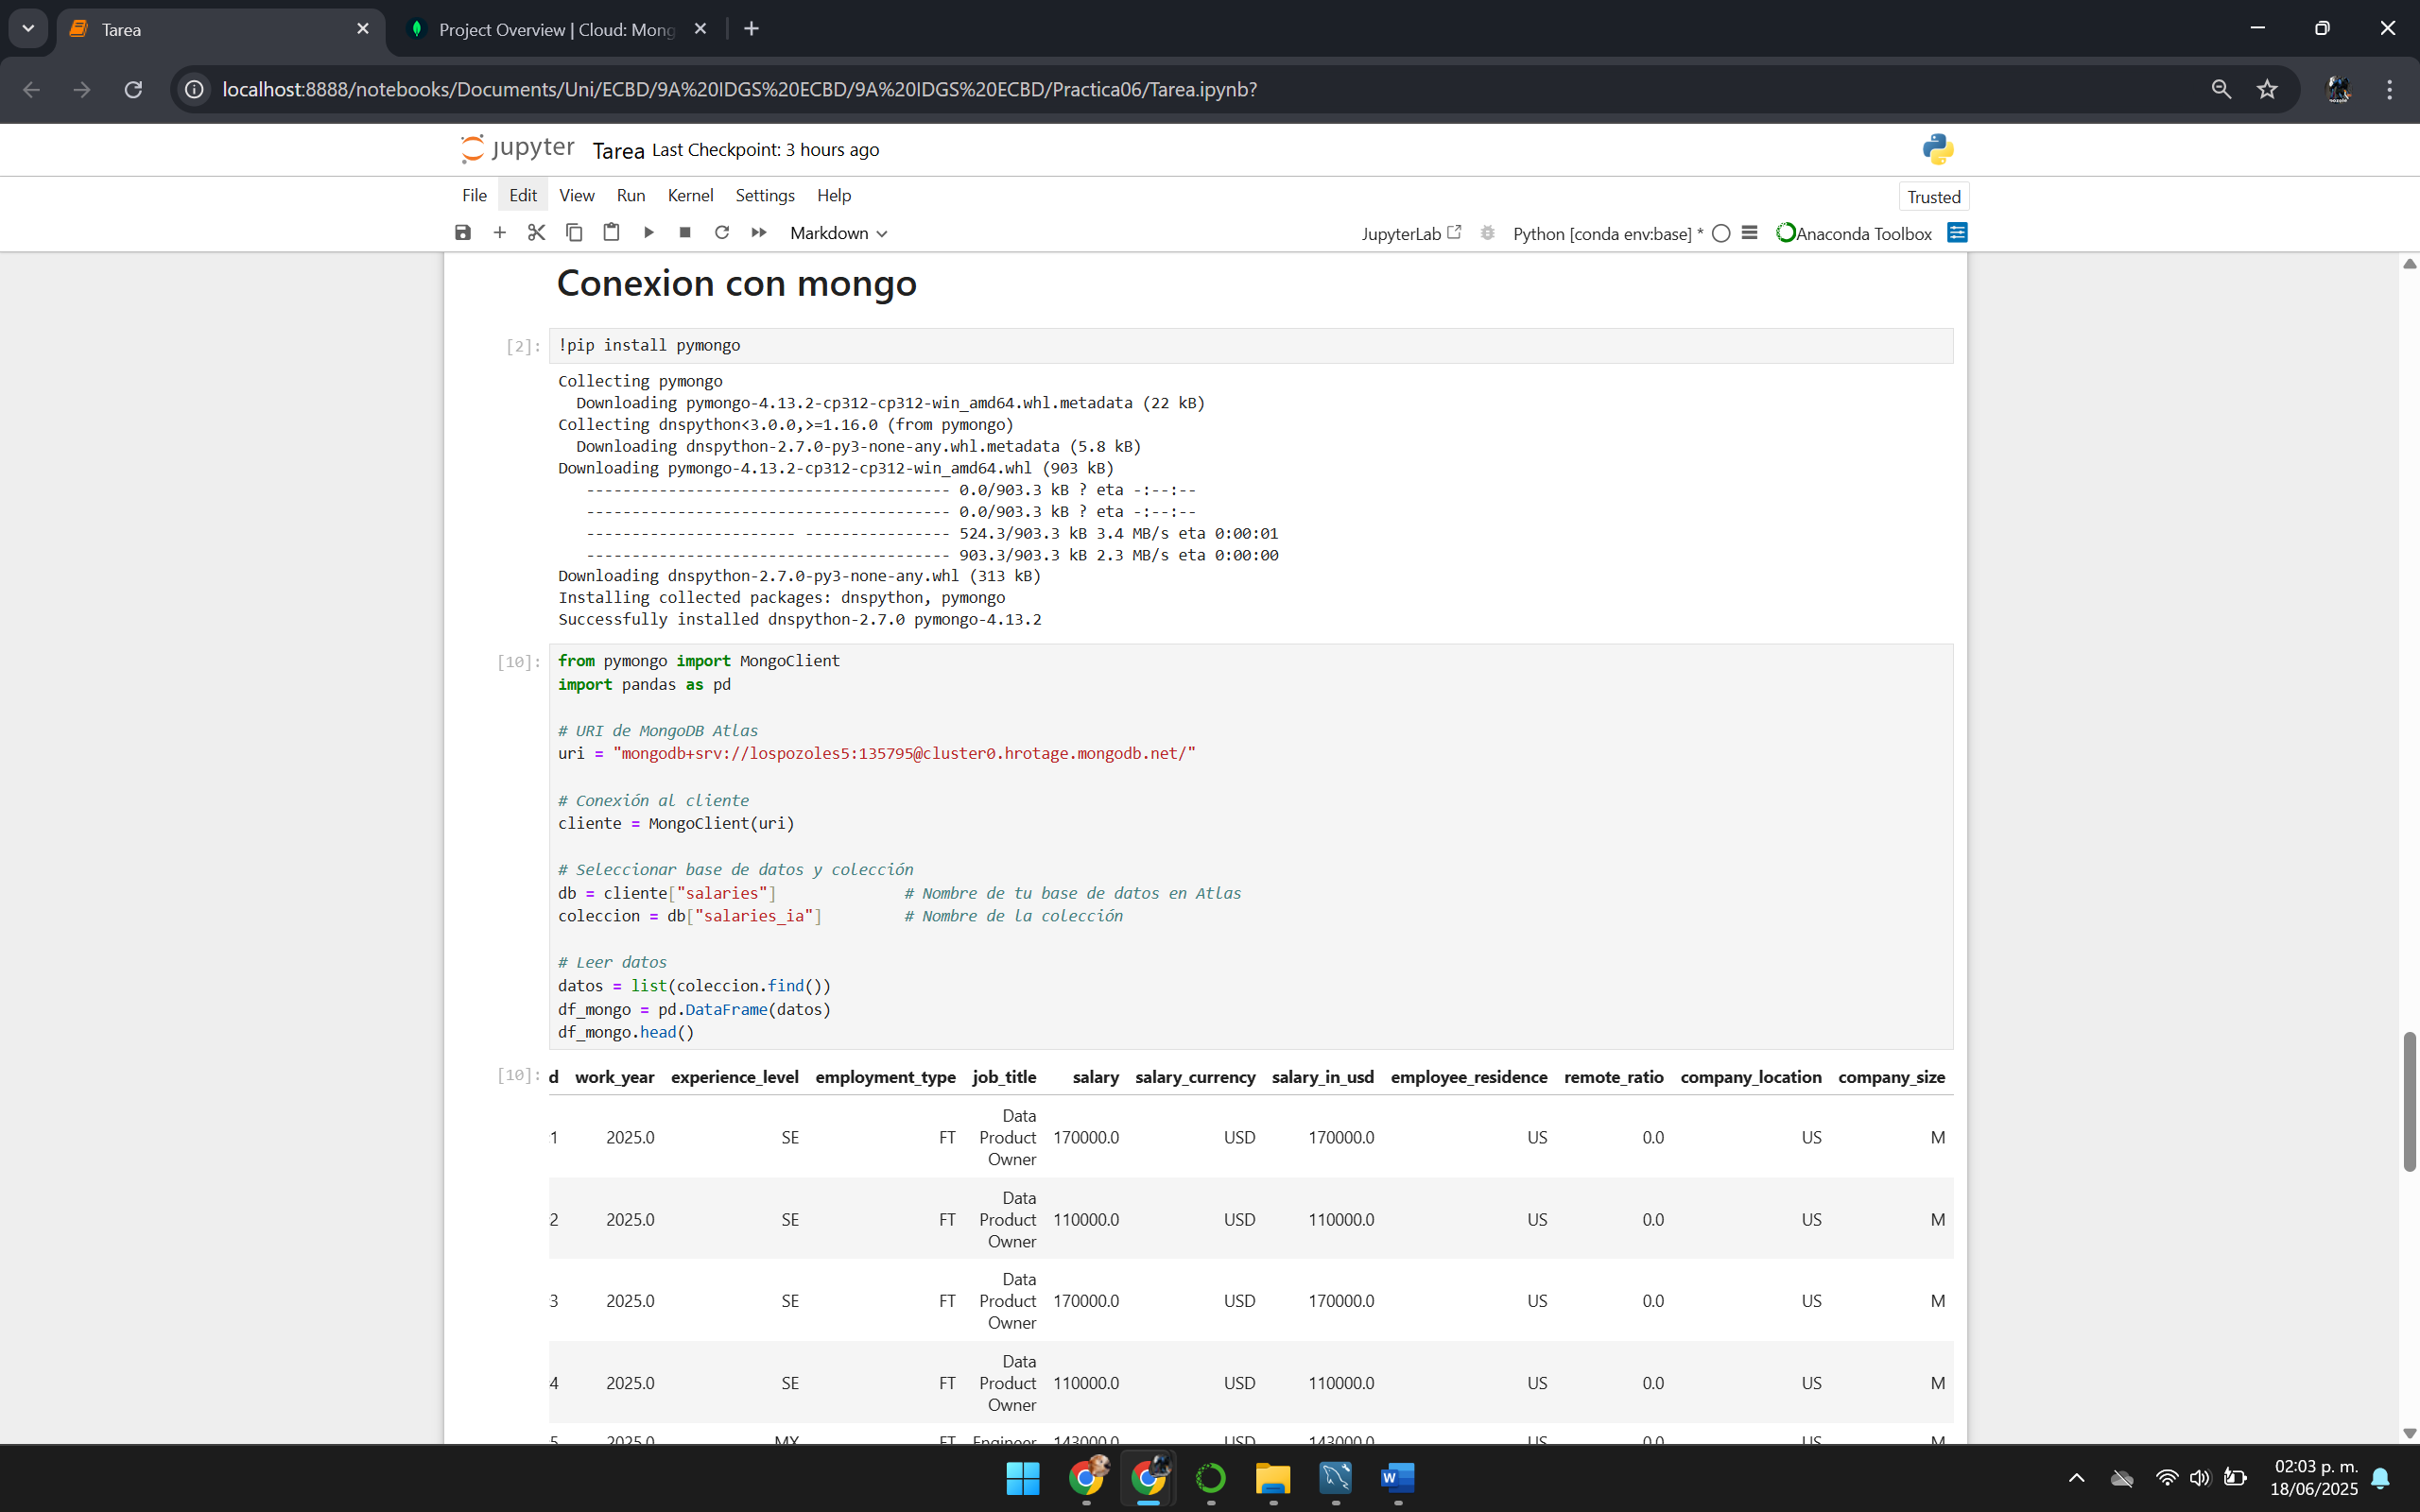 Tarea
Project Overview | Cloud: Mong
localhost:8888/notebooks/Documents/Uni/ECBD/9A%20IDGS%20ECBD/9A%20IDGS%20ECBD/Practica06/Tarea.ipynb?
jupyter Tarea Last Checkpoint: 3 hours ago
File Edit View Run Kernel Settings Help Trusted
Markdown JupyterLab Python [conda env:base] * Anaconda Toolbox
Conexion con mongo
[2]: !pip install pymongo
Collecting pymongo
Downloading pymongo-4.13.2-cp312-cp312-win_amd64.whl.metadata (22 kB)
Collecting dnspython<3.0.0,>=1.16.0 (from pymongo)
Downloading dnspython-2.7.0-py3-none-any.whl.metadata (5.8 kB)
Downloading pymongo-4.13.2-cp312-cp312-win_amd64.whl (903 kB)
---------------------------------------- 0.0/903.3 kB ? eta -:--:--
---------------------------------------- 0.0/903.3 kB ? eta -:--:--
----------------------- ---------------- 524.3/903.3 kB 3.4 MB/s eta 0:00:01
---------------------------------------- 903.3/903.3 kB 2.3 MB/s eta 0:00:00
Downloading dnspython-2.7.0-py3-none-any.whl (313 kB)
Installing collected packages: dnspython, pymongo
Successfully installed dnspython-2.7.0 pymongo-4.13.2
[10]: from pymongo import MongoClient
import pandas as pd
# URI de MongoDB Atlas
uri = "mongodb+srv://lospozoles5:135795@cluster0.hrotage.mongodb.net/"
# Conexión al cliente
cliente = MongoClient(uri)
# Seleccionar base de datos y colección
db = cliente["salaries"] # Nombre de tu base de datos en Atlas
coleccion = db["salaries_ia"] # Nombre de la colección
# Leer datos
datos = list(coleccion.find())
df_mongo = pd.DataFrame(datos)
df_mongo.head()
[10]: d work_year experience_level employment_type job_title salary salary_currency salary_in_usd employee_residence remote_ratio company_location company_size
1 2025.0 SE FT Data Product Owner 170000.0 USD 170000.0 US 0.0 US M
2 2025.0 SE FT Data Product Owner 110000.0 USD 110000.0 US 0.0 US M
3 2025.0 SE FT Data Product Owner 170000.0 USD 170000.0 US 0.0 US M
4 2025.0 SE FT Data Product Owner 110000.0 USD 110000.0 US 0.0 US M
5 2025.0 MX FT Engineer 143000.0 USD 143000.0 US 0.0 US M
02:03 p. m.
18/06/2025